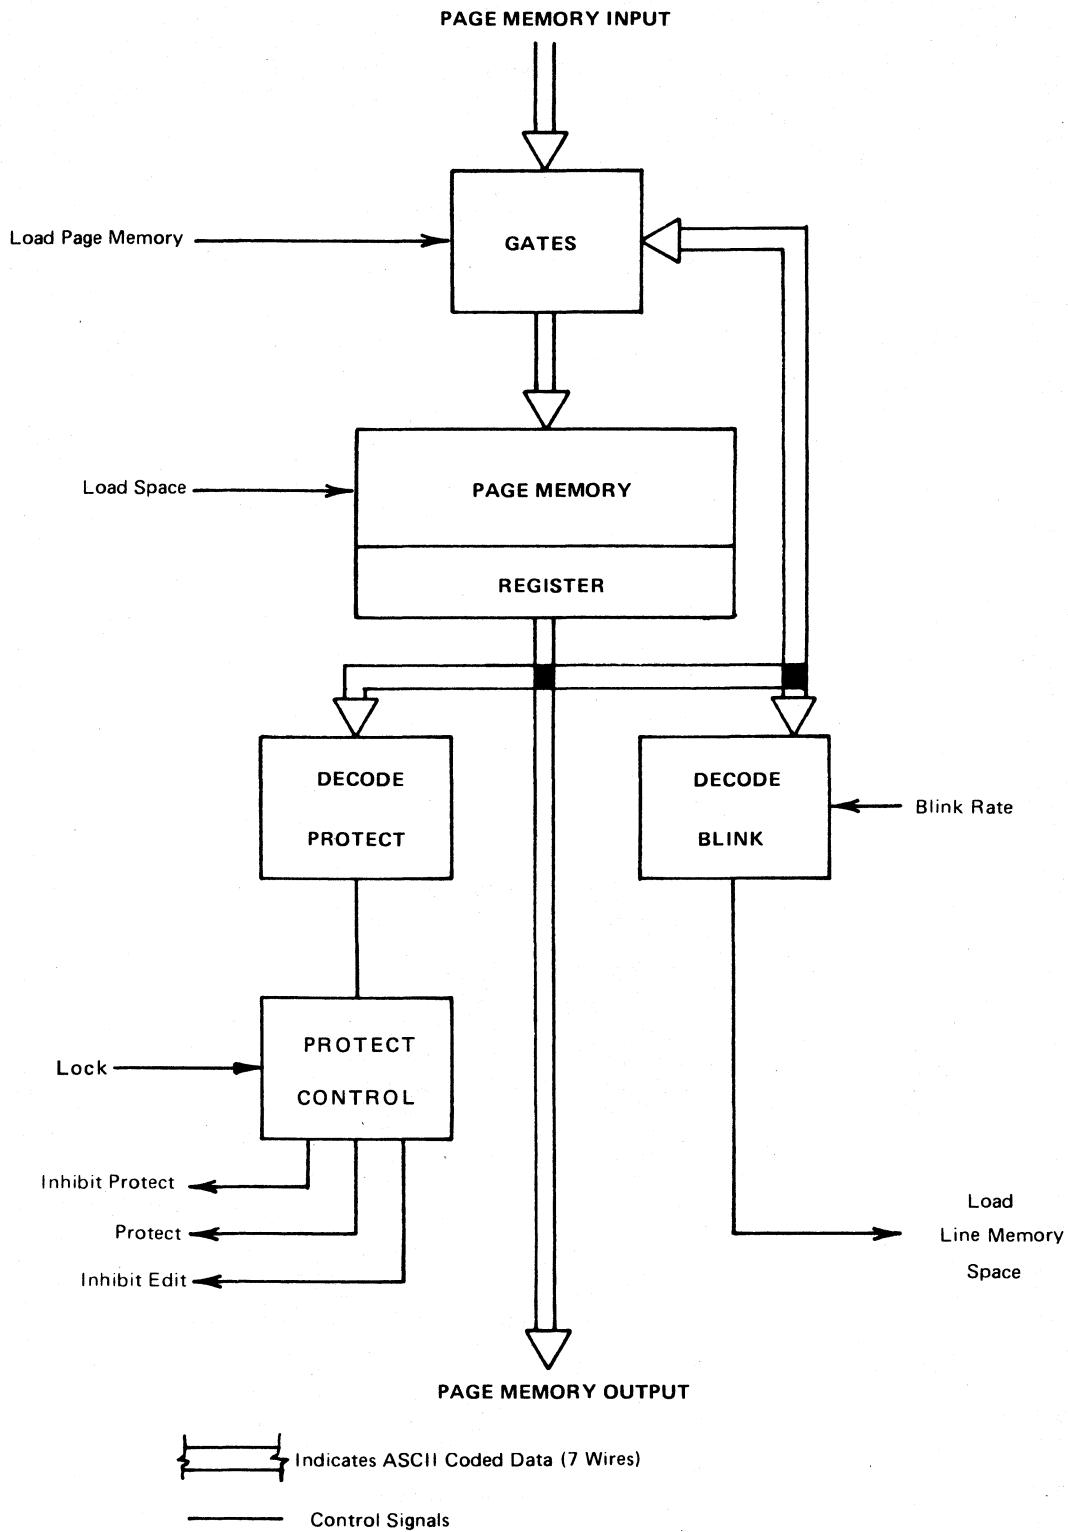 PAGE MEMORY INPUT
Load Page Memory
GATES
Load Space
PAGE MEMORY
REGISTER
DECODE
PROTECT
DECODE
BLINK
Blink Rate
PROTECT
CONTROL
Lock
Inhibit Protect
Protect
Inhibit Edit
Load
Line Memory
Space
PAGE MEMORY OUTPUT
Indicates ASCII Coded Data (7 Wires)
Control Signals